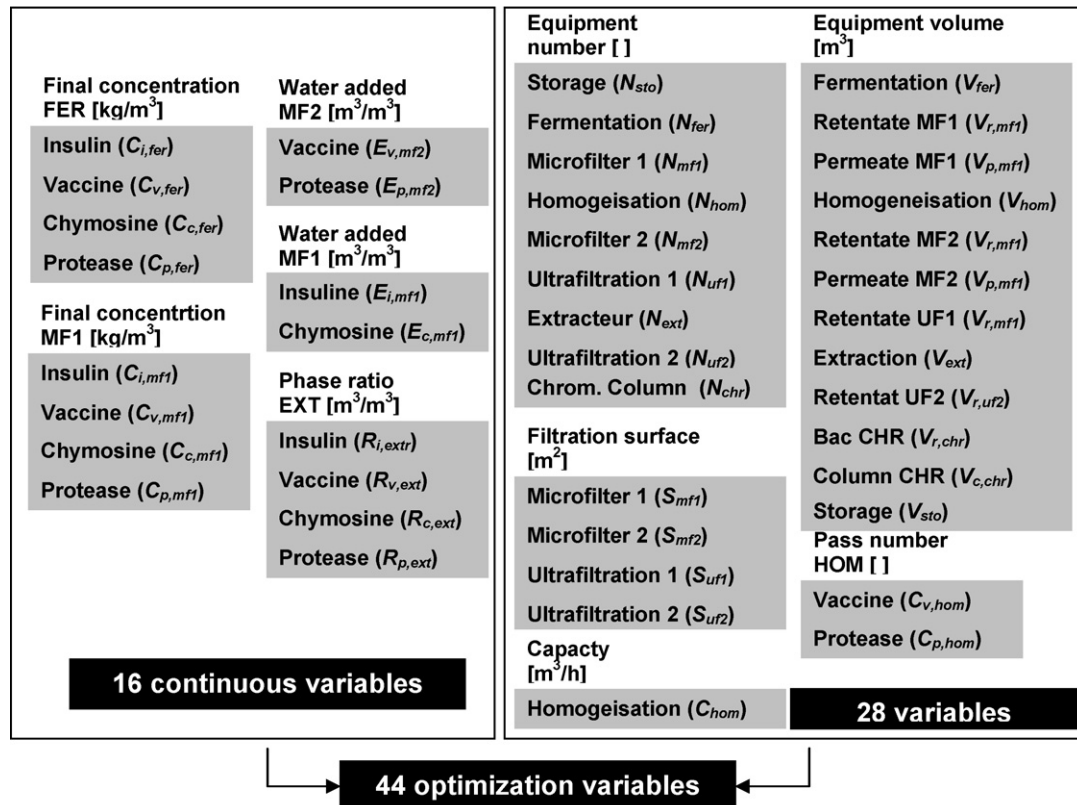 Final concentration
FER [kg/m³]
Insulin (Ci,fer)
Vaccine (Cv,fer)
Chymosine (Cc,fer)
Protease (Cp,fer)
Final concentrtion
MF1 [kg/m³]
Insulin (Ci,mf1)
Vaccine (Cv,mf1)
Chymosine (Cc,mf1)
Protease (Cp,mf1)
Water added
MF2 [m³/m³]
Vaccine (Ev,mf2)
Protease (Ep,mf2)
Water added
MF1 [m³/m³]
Insuline (Ei,mf1)
Chymosine (Ec,mf1)
Phase ratio
EXT [m³/m³]
Insulin (Ri,extr)
Vaccine (Rv,ext)
Chymosine (Rc,ext)
Protease (Rp,ext)
16 continuous variables
Equipment
number [ ]
Storage (Nsto)
Fermentation (Nfer)
Microfilter 1 (Nmf1)
Homogeisation (Nhom)
Microfilter 2 (Nmf2)
Ultrafiltration 1 (Nuf1)
Extracteur (Next)
Ultrafiltration 2 (Nuf2)
Chrom. Column (Nchr)
Filtration surface
[m²]
Microfilter 1 (Smf1)
Microfilter 2 (Smf2)
Ultrafiltration 1 (Suf1)
Ultrafiltration 2 (Suf2)
Capacty
[m³/h]
Homogeisation (Chom)
Equipment volume
[m³]
Fermentation (Vfer)
Retentate MF1 (Vr,mf1)
Permeate MF1 (Vp,mf1)
Homogeneisation (Vhom)
Retentate MF2 (Vr,mf1)
Permeate MF2 (Vp,mf1)
Retentate UF1 (Vr,mf1)
Extraction (Vext)
Retentat UF2 (Vr,uf2)
Bac CHR (Vr,chr)
Column CHR (Vc,chr)
Storage (Vsto)
Pass number
HOM [ ]
Vaccine (Cv,hom)
Protease (Cp,hom)
28 variables
44 optimization variables